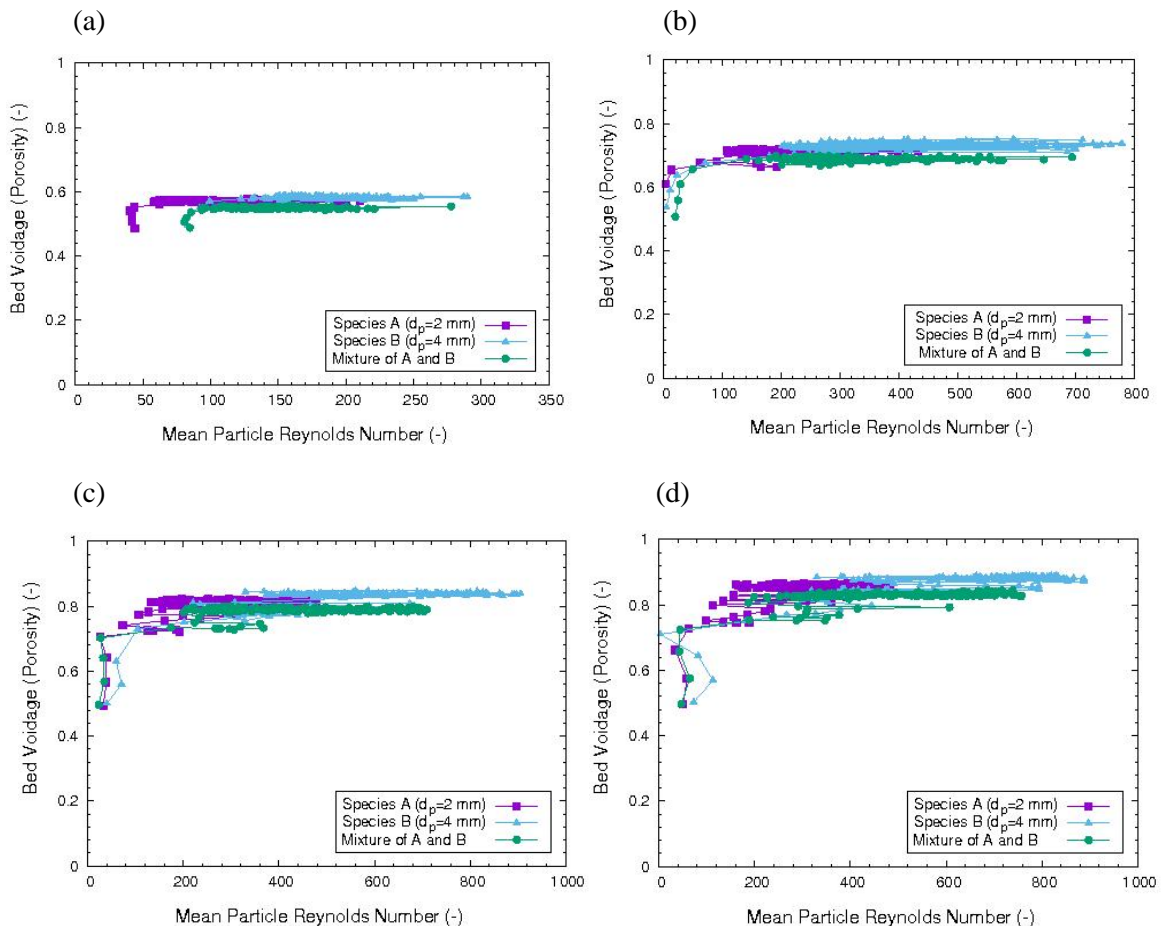 (a)
1
0.8
0.6
0.4
0.2
0
0 50 100 150 200 250 300 350
Bed Voidage (Porosity) (-)
Mean Particle Reynolds Number (-)
Species A (dp=2 mm)
Species B (dp=4 mm)
Mixture of A and B
(b)
1
0.8
0.6
0.4
0.2
0
0 100 200 300 400 500 600 700 800
Bed Voidage (Porosity) (-)
Mean Particle Reynolds Number (-)
Species A (dp=2 mm)
Species B (dp=4 mm)
Mixture of A and B
(c)
1
0.8
0.6
0.4
0.2
0
0 200 400 600 800 1000
Bed Voidage (Porosity) (-)
Mean Particle Reynolds Number (-)
Species A (dp=2 mm)
Species B (dp=4 mm)
Mixture of A and B
(d)
1
0.8
0.6
0.4
0.2
0
0 200 400 600 800 1000
Bed Voidage (Porosity) (-)
Mean Particle Reynolds Number (-)
Species A (dp=2 mm)
Species B (dp=4 mm)
Mixture of A and B